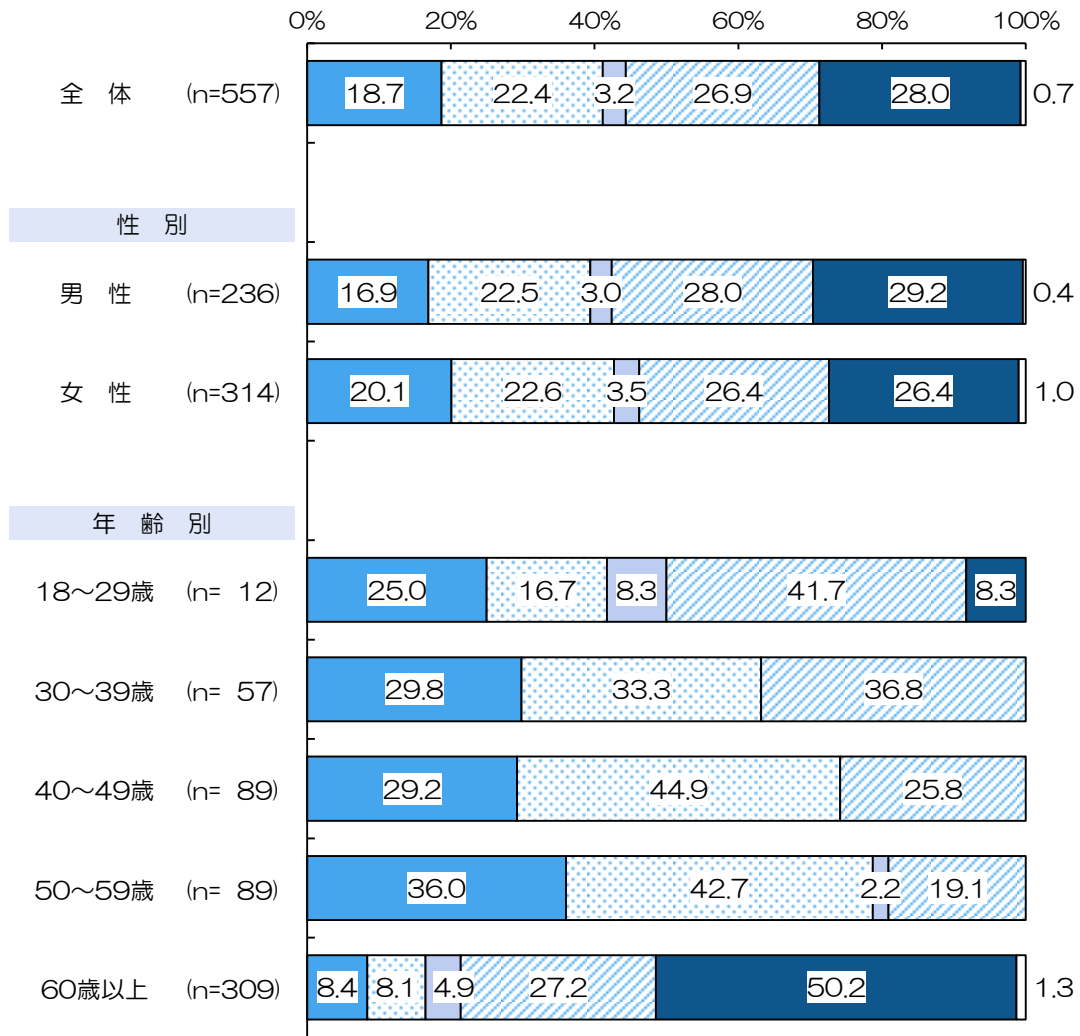 0% 20% 40% 60% 80% 100%
全 体 (n=557) 18.7 22.4 3.2 26.9 28.0 0.7
性 別
男 性 (n=236) 16.9 22.5 3.0 28.0 29.2 0.4
女 性 (n=314) 20.1 22.6 3.5 26.4 26.4 1.0
年 齢 別
18～29歳 (n= 12) 25.0 16.7 8.3 41.7 8.3
30～39歳 (n= 57) 29.8 33.3 36.8
40～49歳 (n= 89) 29.2 44.9 25.8
50～59歳 (n= 89) 36.0 42.7 2.2 19.1
60歳以上 (n=309) 8.4 8.1 4.9 27.2 50.2 1.3